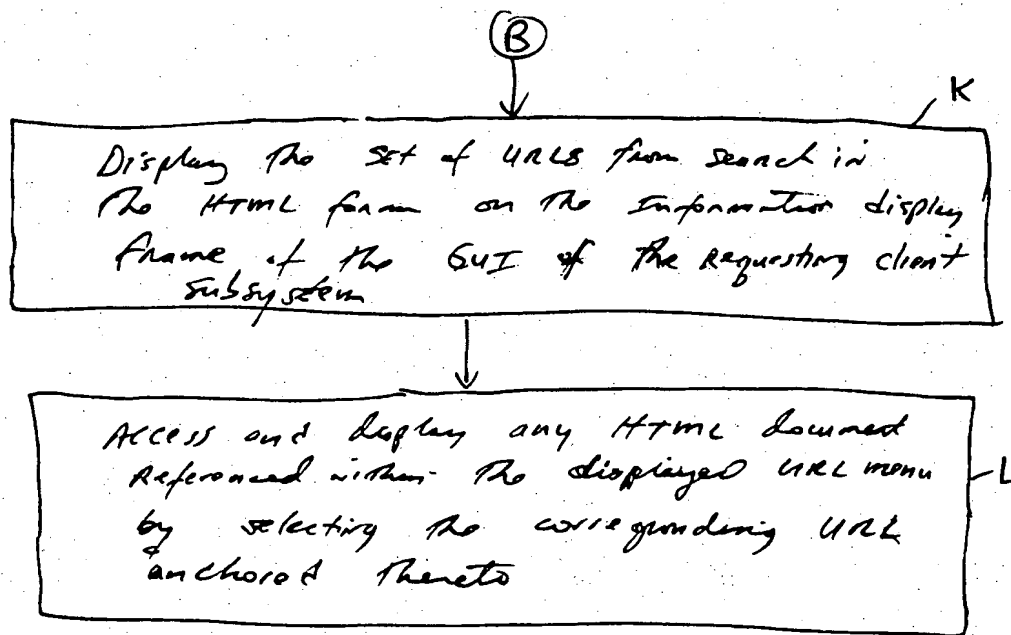 B
K
Display the set of URLs from search in
the HTML form on the Information display
frame of the GUI of the Requesting client
subsystem
Access and display any HTML document
Referenced within the displayed URL menu
L
by selecting the corresponding URL
anchored thereto